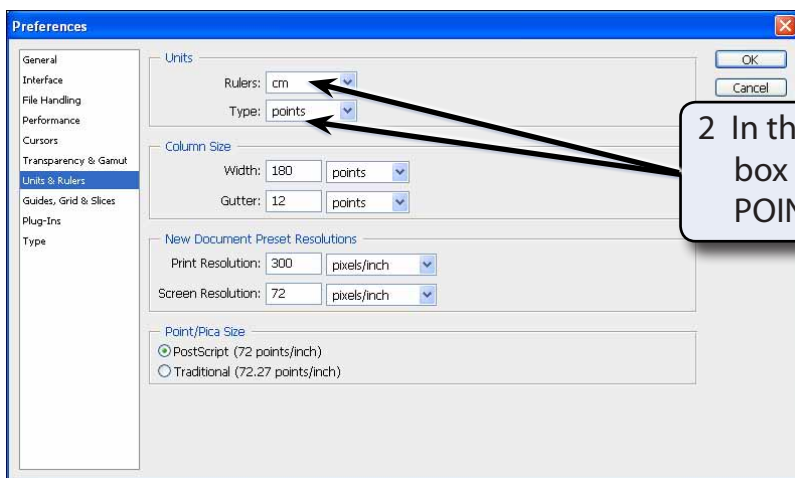 Preferences
General
Interface
File Handling
Performance
Cursors
Transparency & Gamut
Units & Rulers
Guides, Grid & Slices
Plug-Ins
Type
Units
Rulers: cm
Type: points
Column Size
Width: 180 points
Gutter: 12 points
New Document Preset Resolutions
Print Resolution: 300 pixels/inch
Screen Resolution: 72 pixels/inch
Point/Pica Size
PostScript (72 points/inch)
Traditional (72.27 points/inch)
OK
Cancel
2 In th
box
POIN